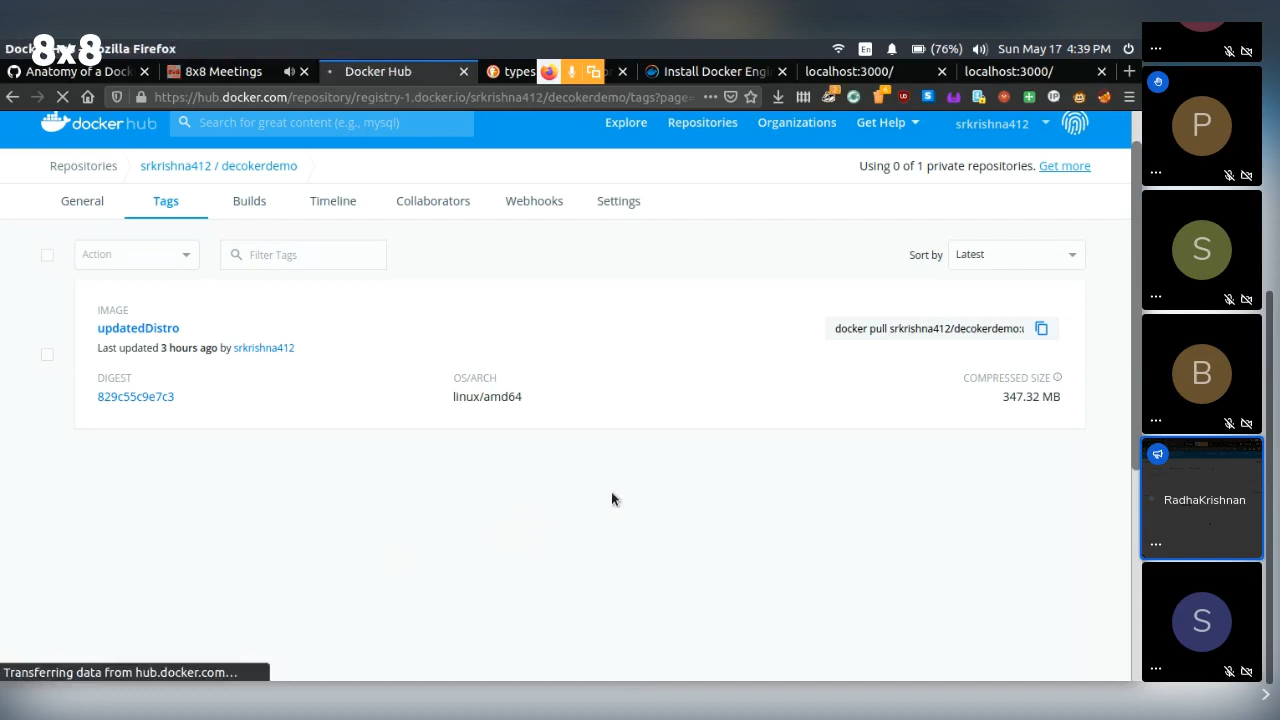 Doc
8x8
ozilla Firefox
En
(76%)
Sun May 17 4:39 PM
Anatomy of a Dock
8x8 Meetings
Docker Hub
types
Install Docker Engi
localhost:3000/
localhost:3000/
https://hub.docker.com/repository/registry-1.docker.io/srkrishna412/decokerdemo/tags?page=
dockerhub
Search for great content (e.g., mysql)
Explore
Repositories
Organizations
Get Help
srkrishna412
Repositories
srkrishna412 / decokerdemo
Using 0 of 1 private repositories. Get more
General
Tags
Builds
Timeline
Collaborators
Webhooks
Settings
Action
Filter Tags
Sort by
Latest
IMAGE
updatedDistro
docker pull srkrishna412/decokerdemo:u
Last updated 3 hours ago by srkrishna412
DIGEST
OS/ARCH
COMPRESSED SIZE
829c55c9e7c3
linux/amd64
347.32 MB
Transferring data from hub.docker.com...
P
S
B
RadhaKrishnan
S